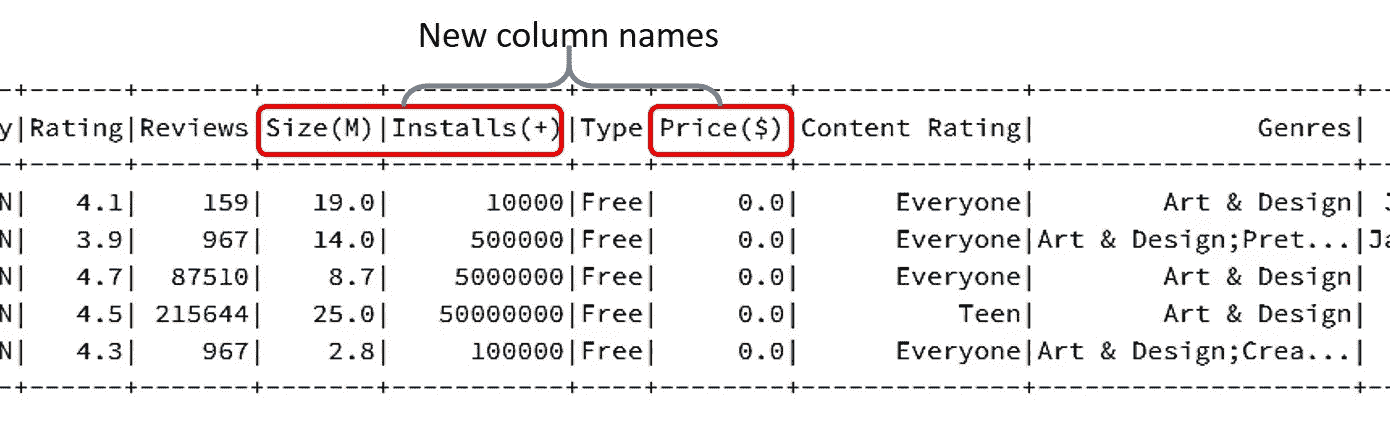 New column names
-+------+-------+-------+-----------+----+--------+--------------+--------------------+--
y|Rating|Reviews|Size(M)|Installs(+)|Type|Price($)|Content Rating|              Genres|
-+------+-------+-------+-----------+----+--------+--------------+--------------------+--
N|   4.1|    159|   19.0|      10000|Free|     0.0|      Everyone|        Art & Design| J
N|   3.9|    967|   14.0|     500000|Free|     0.0|      Everyone|Art & Design;Pret...|Ja
N|   4.7|  87510|    8.7|    5000000|Free|     0.0|      Everyone|        Art & Design|
N|   4.5| 215644|   25.0|   50000000|Free|     0.0|          Teen|        Art & Design|
N|   4.3|    967|    2.8|     100000|Free|     0.0|      Everyone|Art & Design;Crea...|
-+------+-------+-------+-----------+----+--------+--------------+--------------------+--